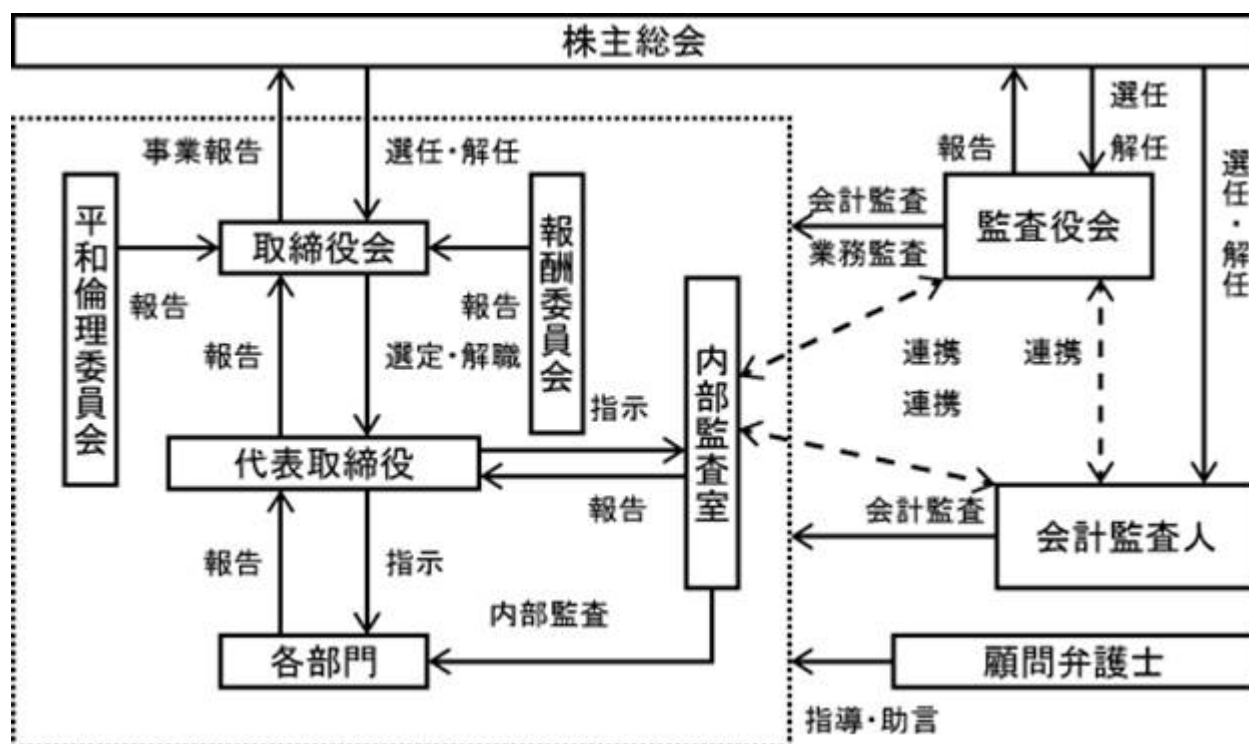 株主総会
事業報告
選任・解任
報告
選任
解任
選任・解任
平和倫理委員会
取締役会
報酬委員会
会計監査
業務監査
監査役会
報告
報告
報告
選定・解職
内部監査室
連携
連携
連携
指示
代表取締役
報告
会計監査
会計監査人
報告
指示
内部監査
各部門
顧問弁護士
指導・助言